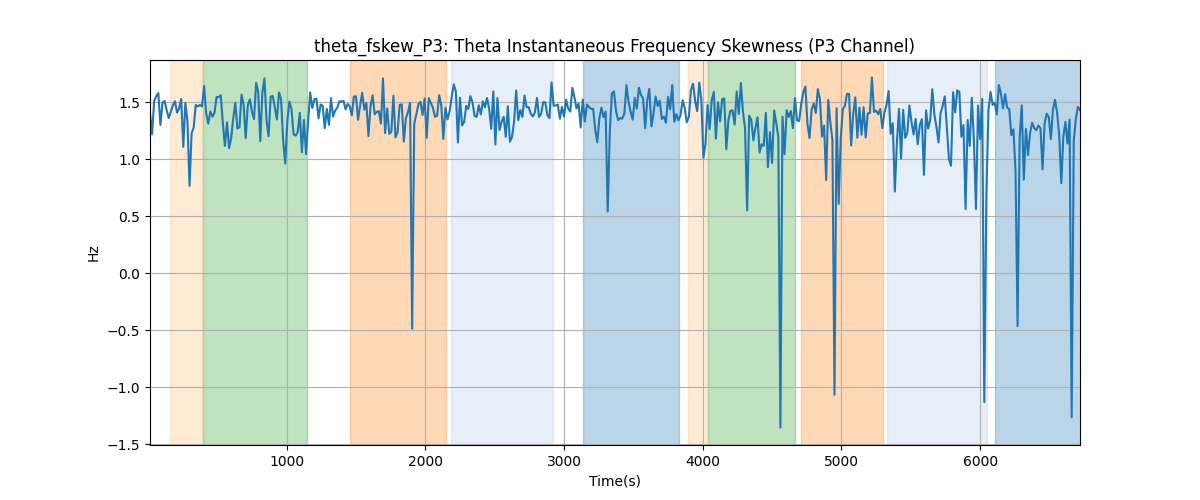 theta_fskew_P3: Theta Instantaneous Frequency Skewness (P3 Channel)
Hz
1.5
1.0
0.5
0.0
−0.5
−1.0
−1.5
1000 2000 3000 4000 5000 6000
Time(s)